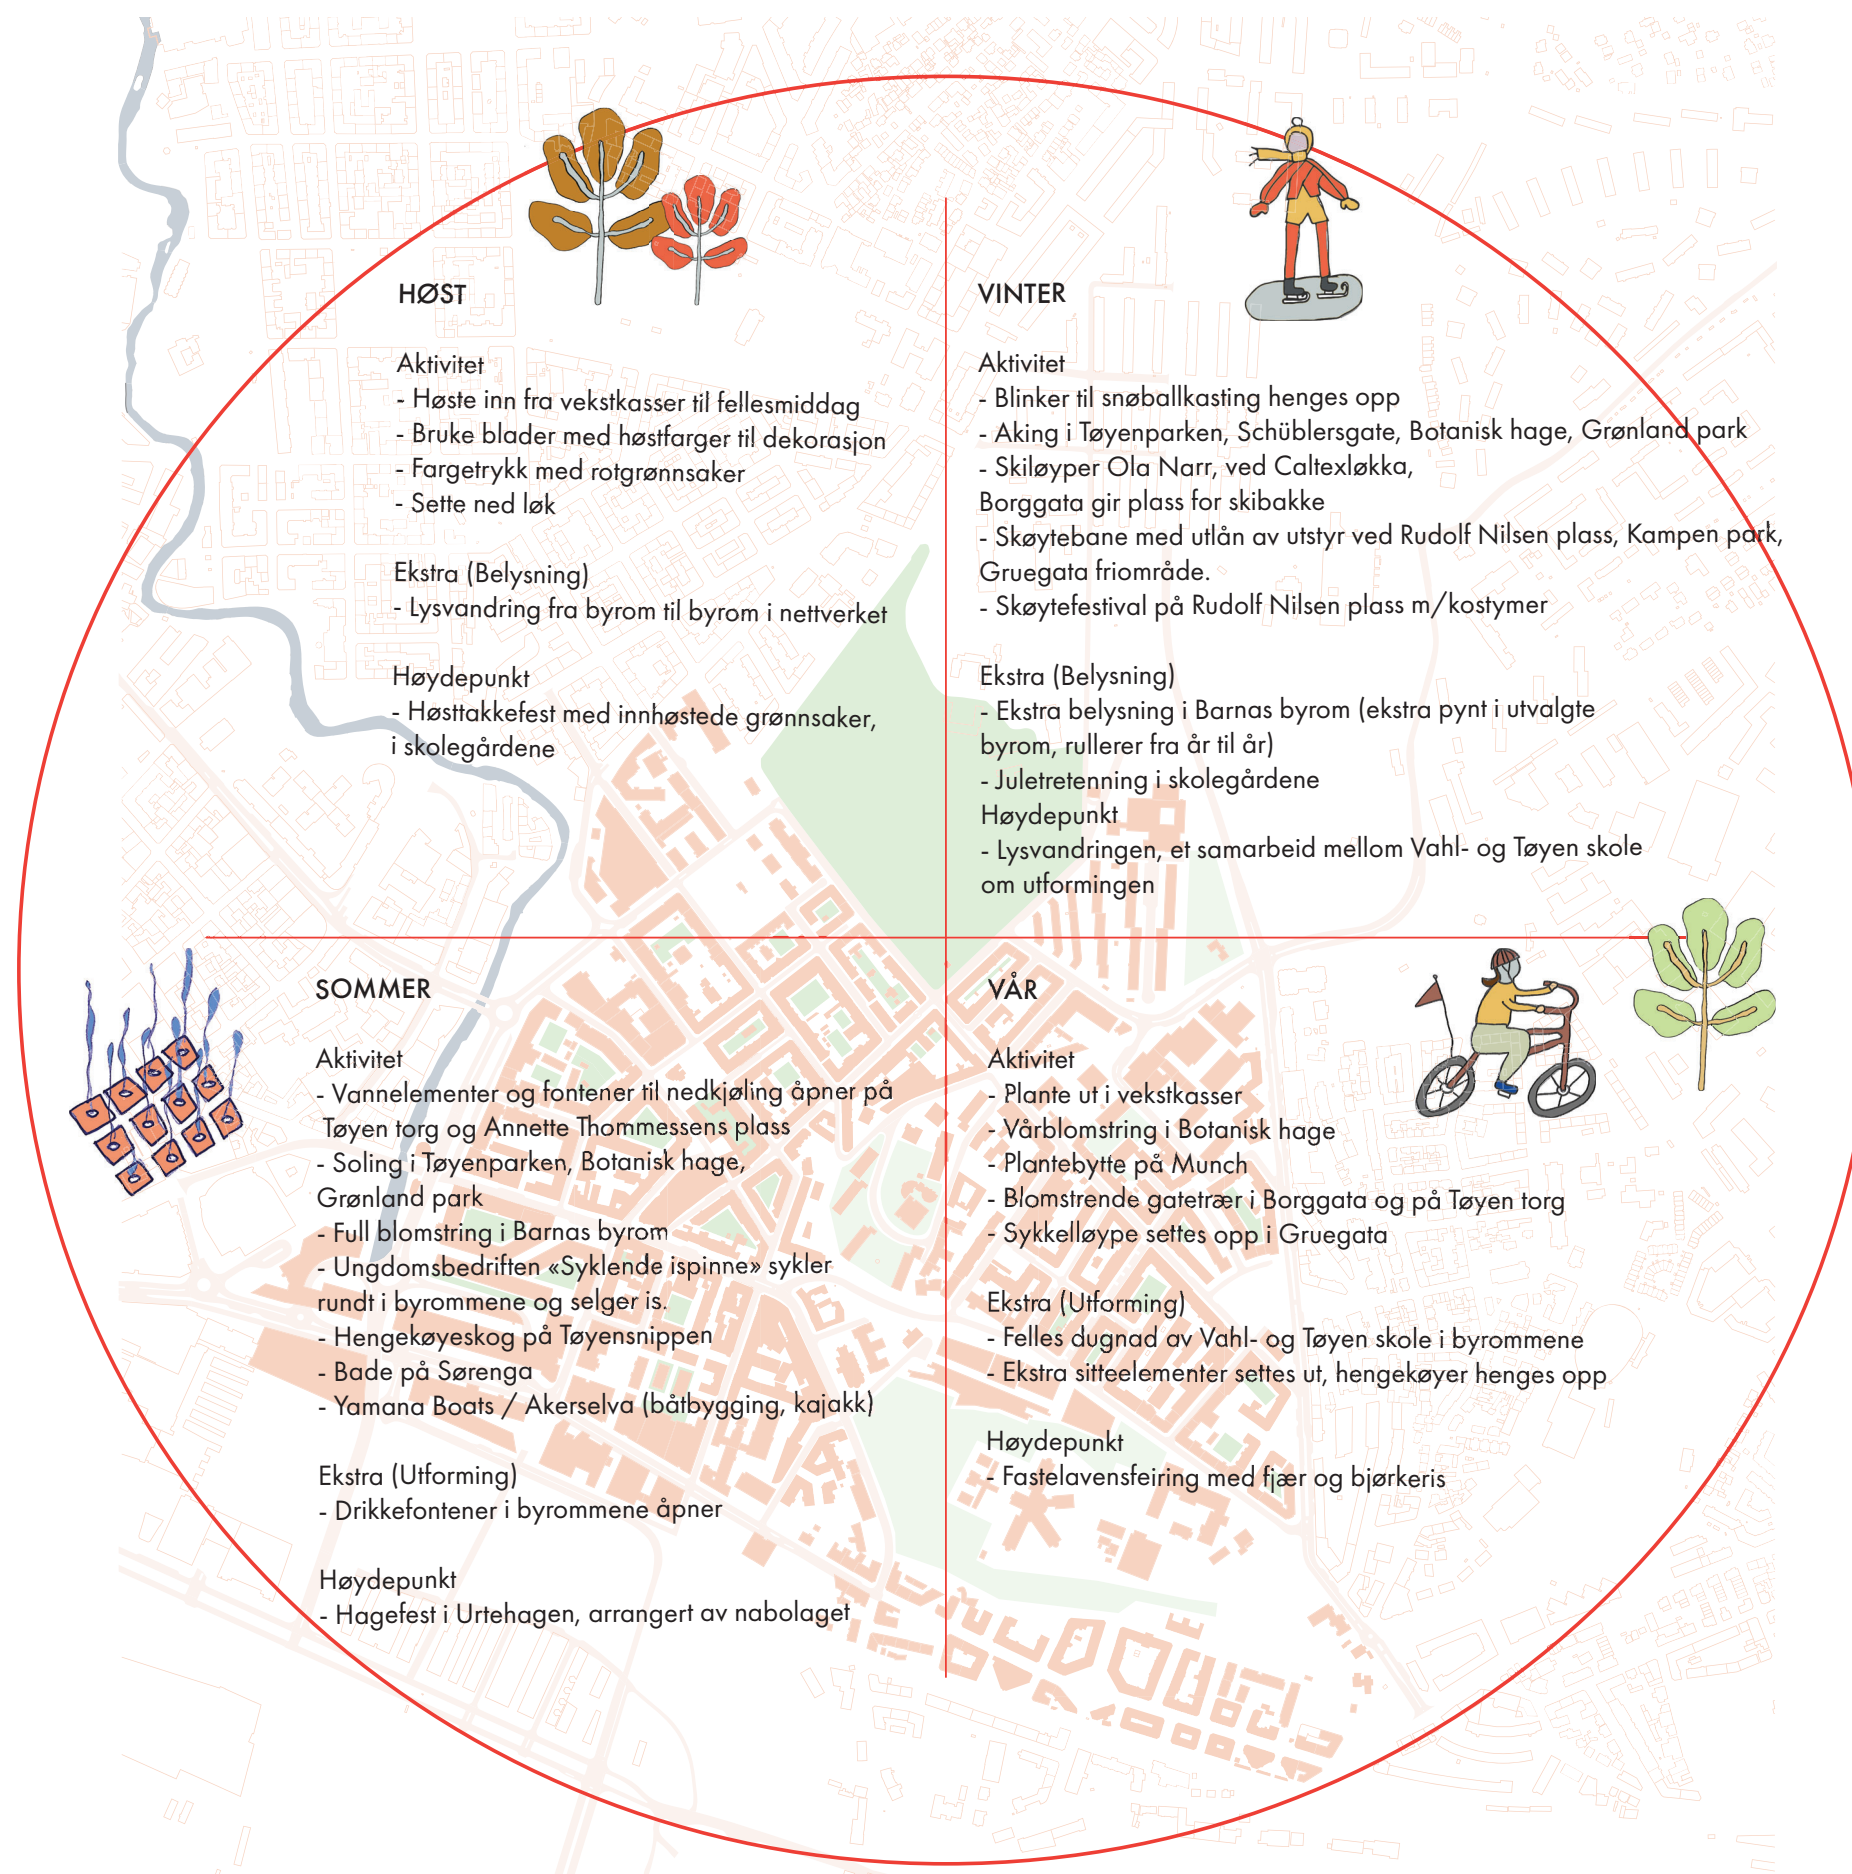 HØST
Aktivitet
- Høste inn fra vekstkasser til fellesmiddag
- Bruke blader med høstfarger til dekorasjon
- Fargetrykk med rotgrønnsaker
- Sette ned løk
Ekstra (Belysning)
- Lysvandring fra byrom til byrom i nettverket
Høydepunkt
- Høsttakkefest med innhøstede grønnsaker,
i skolegårdene
VINTER
Aktivitet
- Blinker til snøballkasting henges opp
- Aking i Tøyenparken, Schüblersgate, Botanisk hage, Grønland park
- Skiløyper Ola Narr, ved Caltexløkka,
Borggata gir plass for skibakke
- Skøytebane med utlån av utstyr ved Rudolf Nilsen plass, Kampen park,
Gruegata friområde.
- Skøytefestival på Rudolf Nilsen plass m/kostymer
Ekstra (Belysning)
- Ekstra belysning i Barnas byrom (ekstra pynt i utvalgte
byrom, rullerer fra år til år)
- Juletretenning i skolegårdene
Høydepunkt
- Lysvandringen, et samarbeid mellom Vahl- og Tøyen skole
om utformingen
SOMMER
Aktivitet
- Vannelementer og fontener til nedkjøling åpner på
Tøyen torg og Annette Thommessens plass
- Soling i Tøyenparken, Botanisk hage,
Grønland park
- Full blomstring i Barnas byrom
- Ungdomsbedriften «Syklende ispinne» sykler
rundt i byrommene og selger is.
- Hengekøyeskog på Tøyensnippen
- Bade på Sørenga
- Yamana Boats / Akerselva (båtbygging, kajakk)
Ekstra (Utforming)
- Drikkefontener i byrommene åpner
Høydepunkt
- Hagefest i Urtehagen, arrangert av nabolaget
VÅR
Aktivitet
- Plante ut i vekstkasser
- Vårblomstring i Botanisk hage
- Plantebytte på Munch
- Blomstrende gatetrær i Borggata og på Tøyen torg
- Sykkelløype settes opp i Gruegata
Ekstra (Utforming)
- Felles dugnad av Vahl- og Tøyen skole i byrommene
- Ekstra sitteelementer settes ut, hengekøyer henges opp
Høydepunkt
- Fastelavensfeiring med fjær og bjørkeris